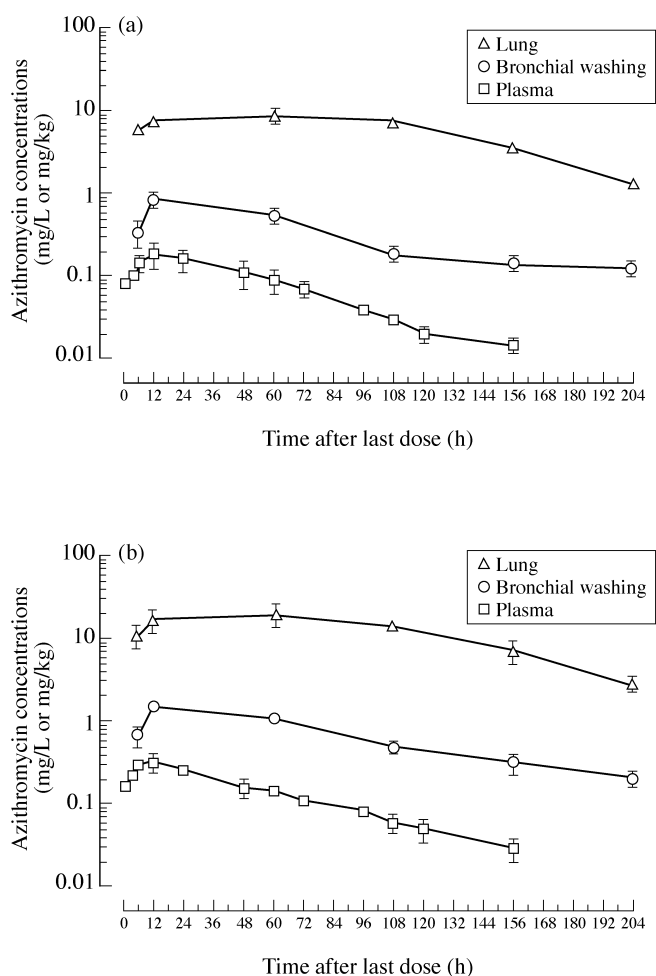 (a)
100
10
1
0.1
0.01
Azithromycin concentrations
(mg/L or mg/kg)
Lung
Bronchial washing
Plasma
0 12 24 36 48 60 72 84 96 108 120 132 144 156 168 180 192 204
Time after last dose (h)
(b)
100
10
1
0.1
0.01
Azithromycin concentrations
(mg/L or mg/kg)
Lung
Bronchial washing
Plasma
0 12 24 36 48 60 72 84 96 108 120 132 144 156 168 180 192 204
Time after last dose (h)